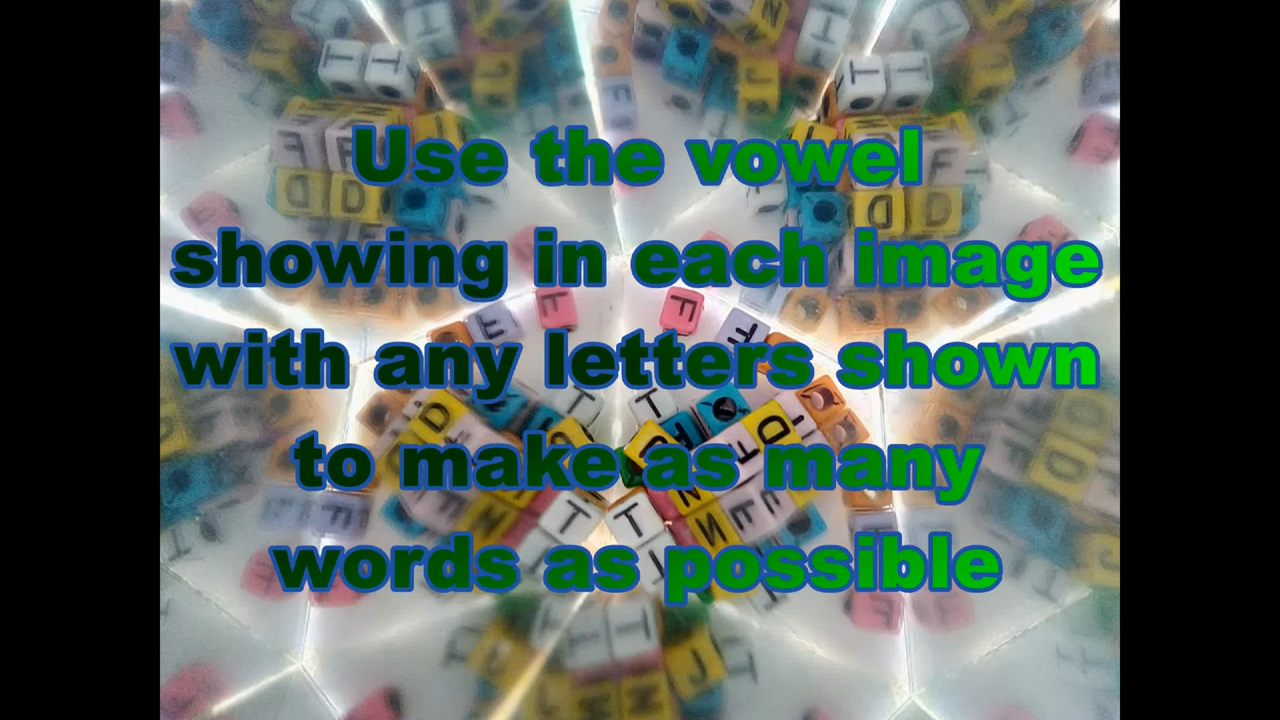 Use the vowel
showing in each image
with any letters shown
to make as many
words as possible